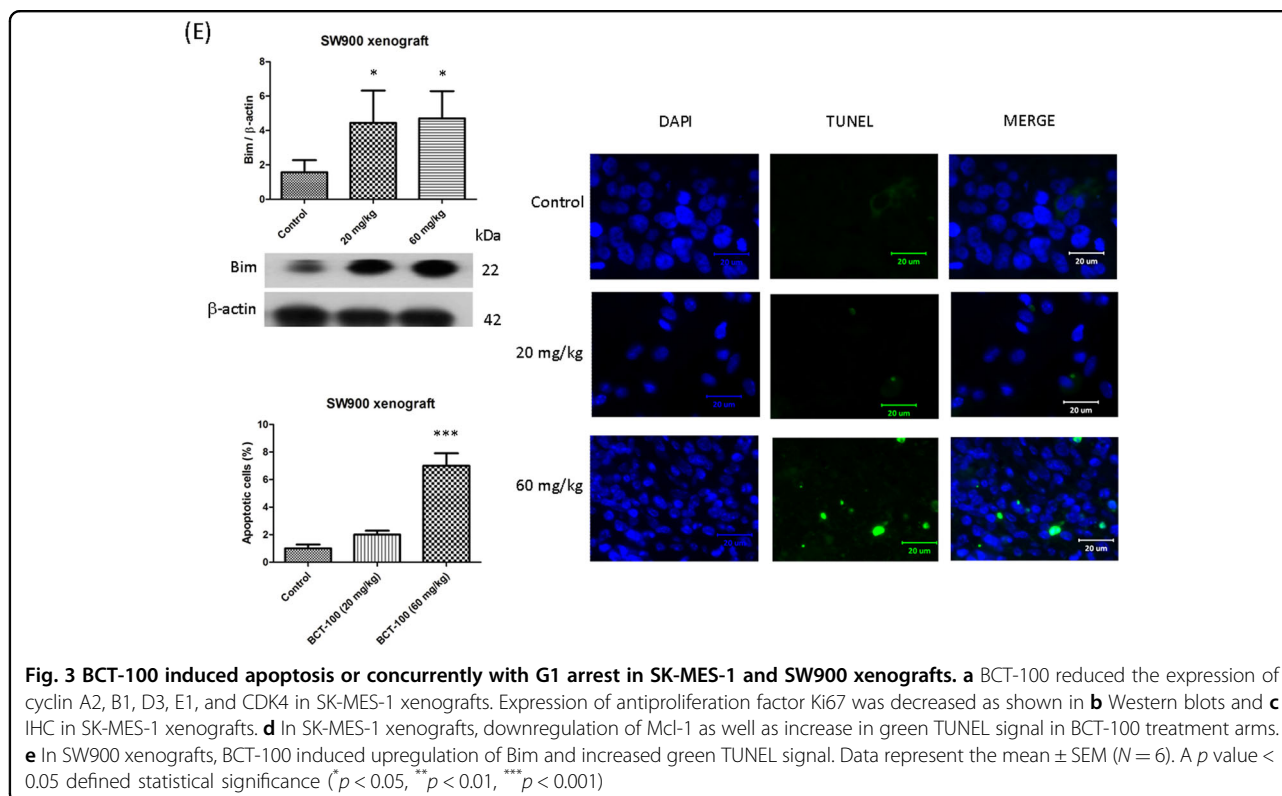 (E)
SW900 xenograft
8
6
4
2
0
Bim / β-actin
*
*
Control
20 mg/kg
60 mg/kg
kDa
Bim
22
β-actin
42
SW900 xenograft
10
8
6
4
2
0
Apoptotic cells (%)
***
Control
BCT-100 (20 mg/kg)
BCT-100 (60 mg/kg)
DAPI TUNEL MERGE
Control
20 um
20 um
20 um
20 mg/kg
20 um
20 um
20 um
60 mg/kg
20 um
20 um
20 um
Fig. 3 BCT-100 induced apoptosis or concurrently with G1 arrest in SK-MES-1 and SW900 xenografts. a BCT-100 reduced the expression of
cyclin A2, B1, D3, E1, and CDK4 in SK-MES-1 xenografts. Expression of antiproliferation factor Ki67 was decreased as shown in b Western blots and c
IHC in SK-MES-1 xenografts. d In SK-MES-1 xenografts, downregulation of Mcl-1 as well as increase in green TUNEL signal in BCT-100 treatment arms.
e In SW900 xenografts, BCT-100 induced upregulation of Bim and increased green TUNEL signal. Data represent the mean ± SEM (N = 6). A p value <
0.05 defined statistical significance (*p < 0.05, **p < 0.01, ***p < 0.001)